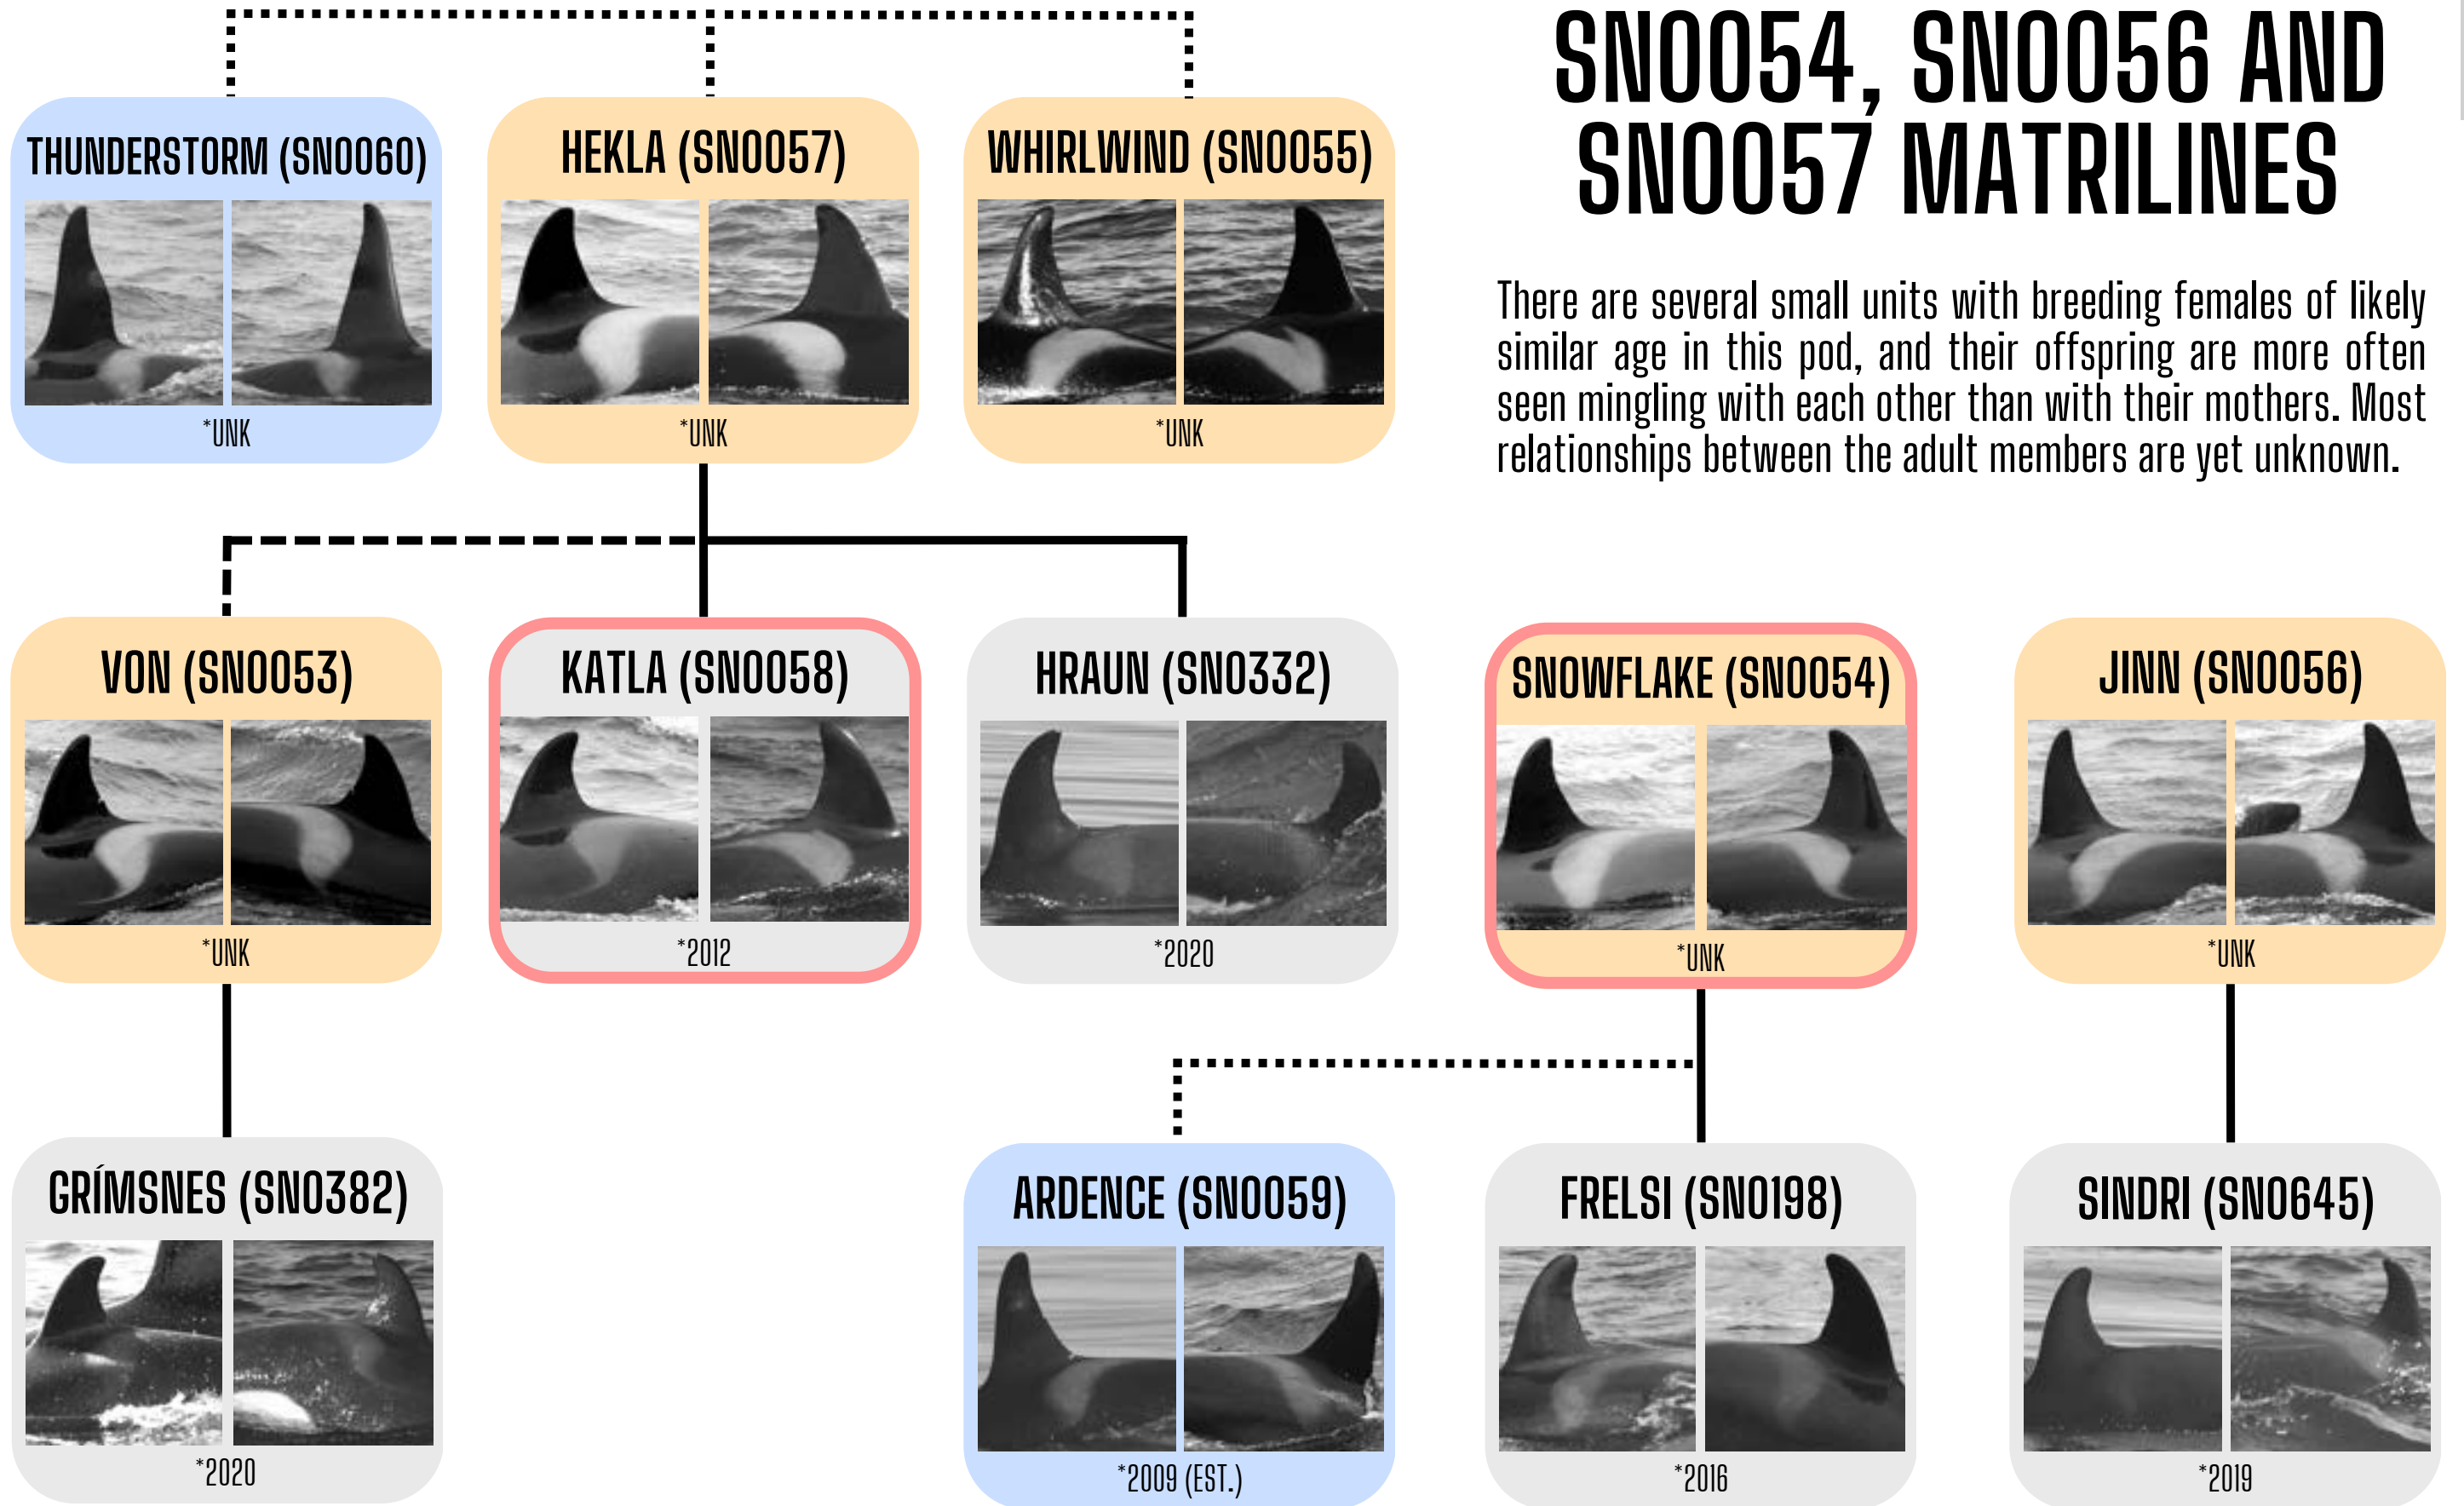 SN0054, SN0056 AND
SN0057 MATRILINES
There are several small units with breeding females of likely
similar age in this pod, and their offspring are more often
seen mingling with each other than with their mothers. Most
relationships between the adult members are yet unknown.
THUNDERSTORM (SN0060)
*UNK
HEKLA (SN0057)
*UNK
WHIRLWIND (SN0055)
*UNK
VON (SN0053)
*UNK
KATLA (SN0058)
*2012
HRAUN (SN0332)
*2020
SNOWFLAKE (SN0054)
*UNK
JINN (SN0056)
*UNK
GRÍMSNES (SN0382)
*2020
ARDENCE (SN0059)
*2009 (EST.)
FRELSI (SN0198)
*2016
SINDRI (SN0645)
*2019